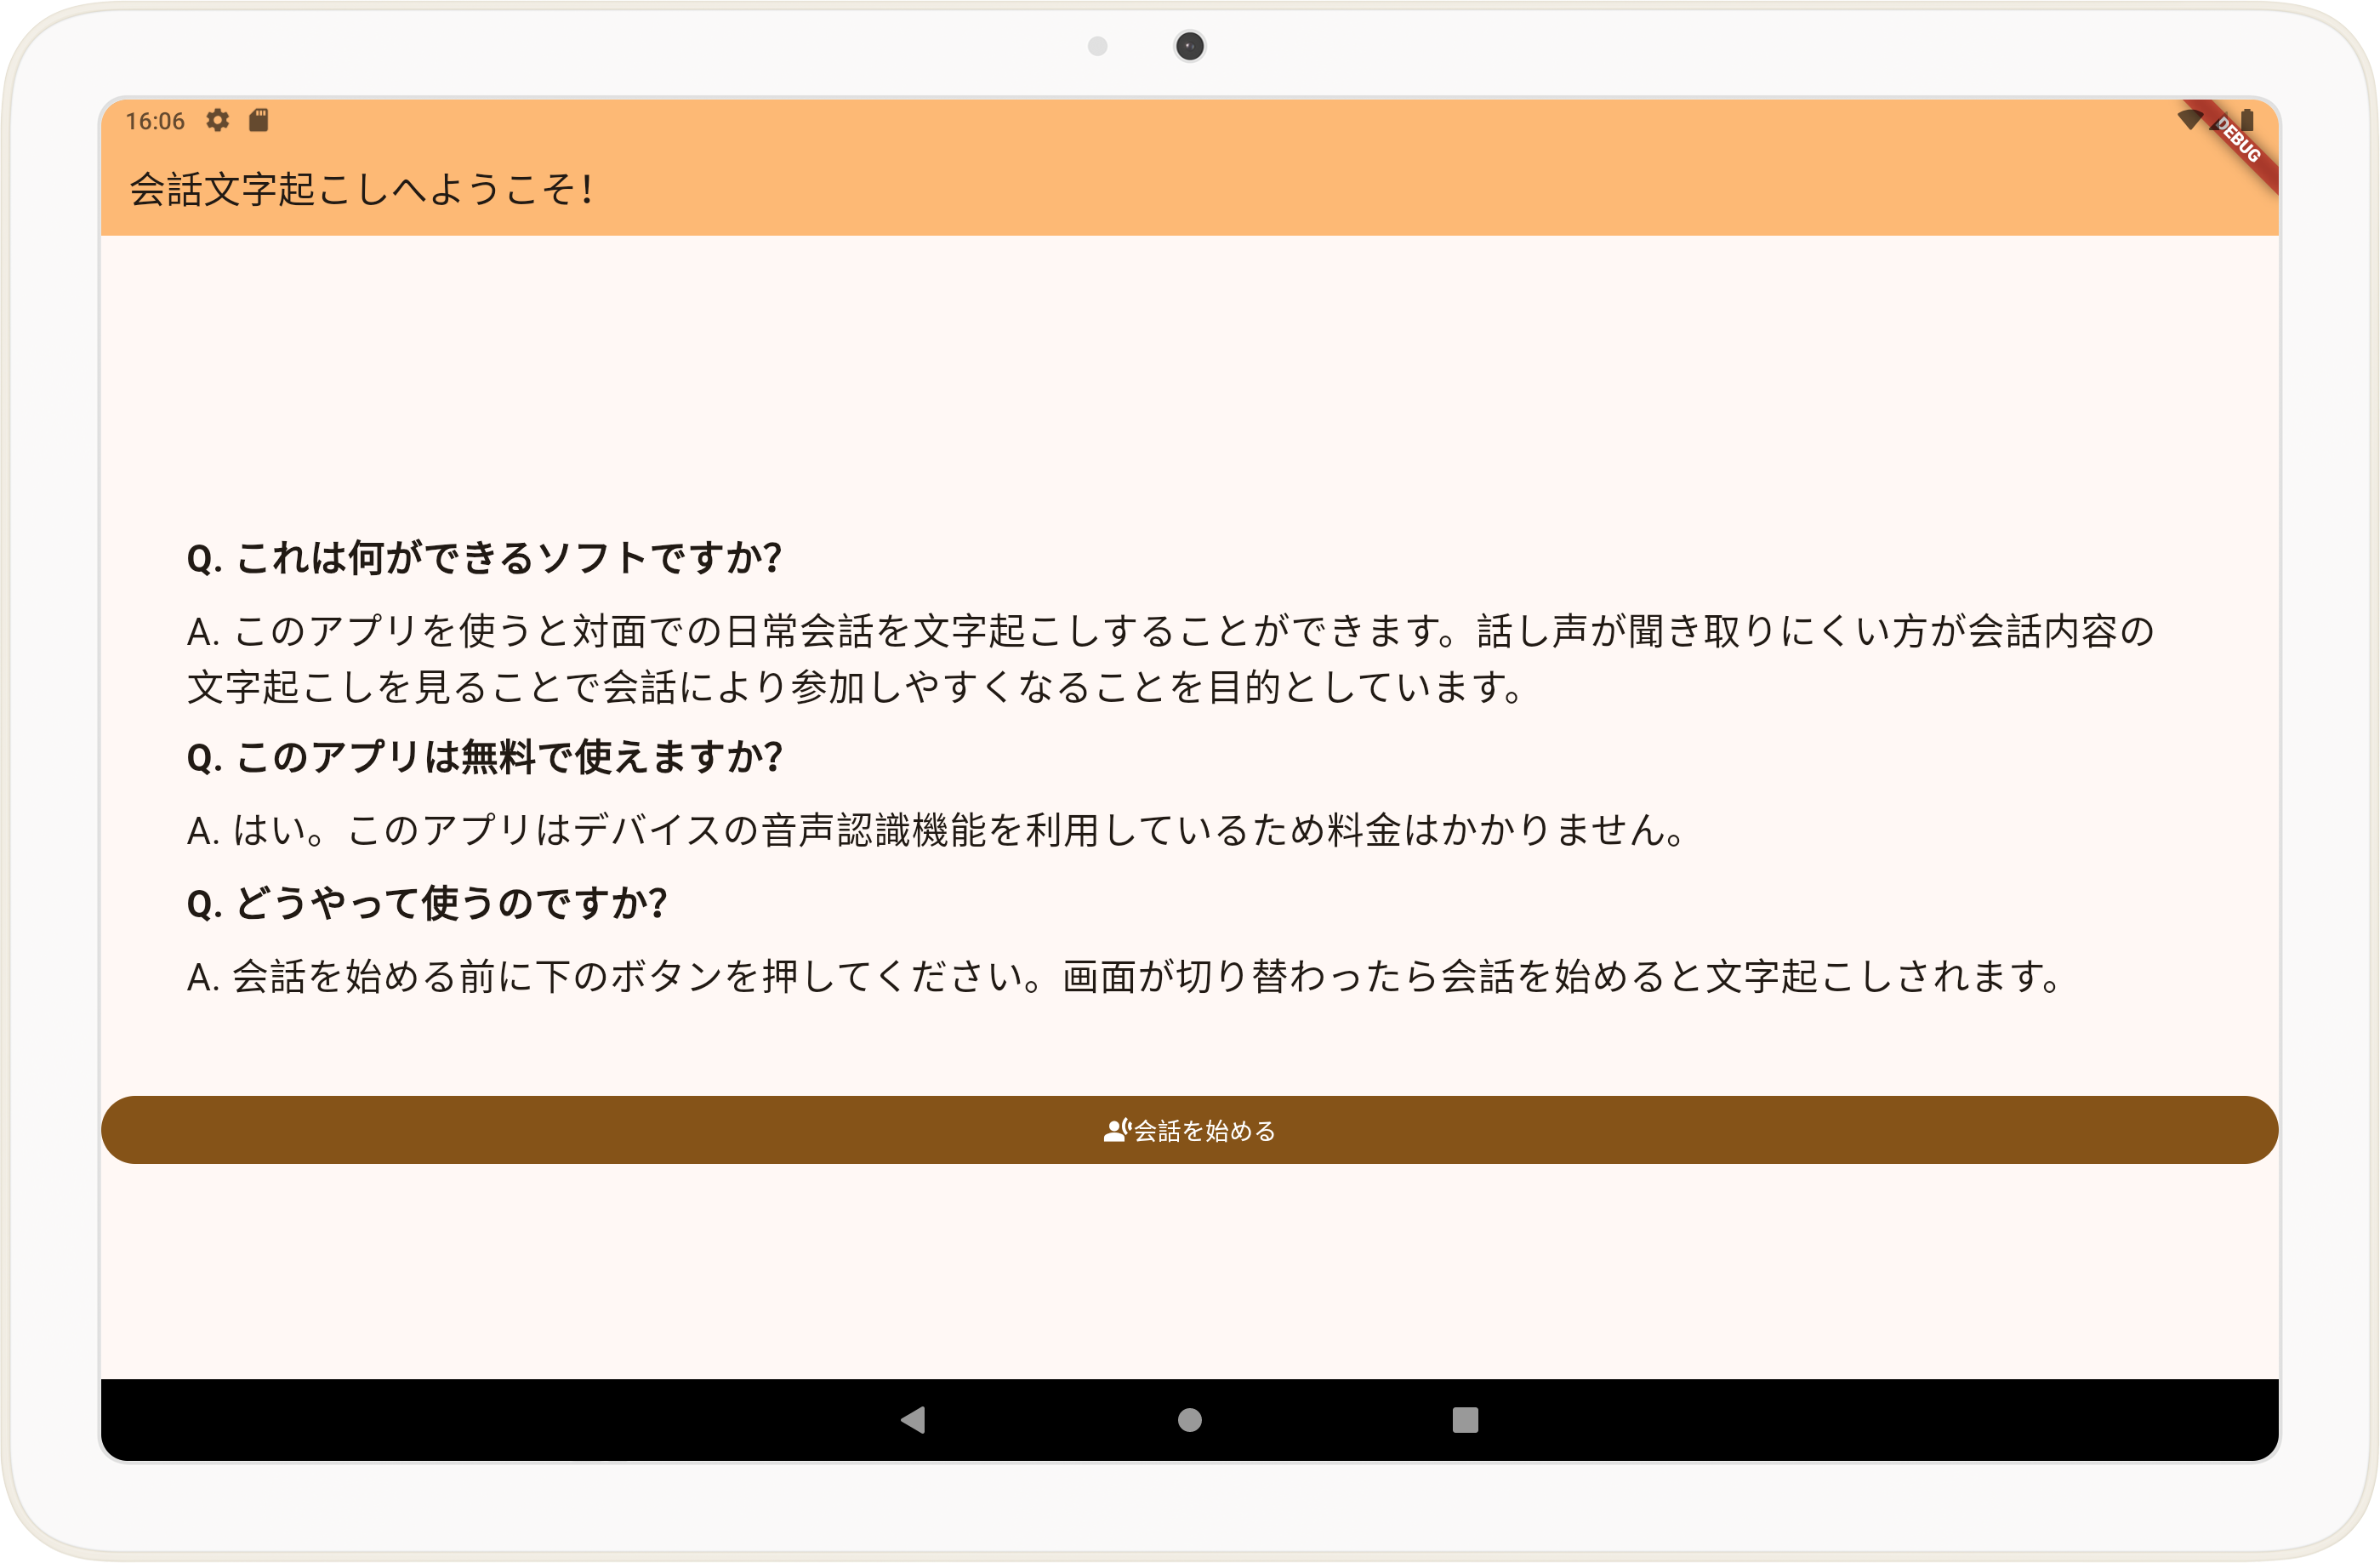 16:06
DEBUG
会話文字起こしへようこそ!
Q. これは何ができるソフトですか?
A. このアプリを使うと対面での日常会話を文字起こしすることができます。話し声が聞き取りにくい方が会話内容の
文字起こしを見ることで会話により参加しやすくなることを目的としています。
Q. このアプリは無料で使えますか?
A. はい。このアプリはデバイスの音声認識機能を利用しているため料金はかかりません。
Q. どうやって使うのですか?
A. 会話を始める前に下のボタンを押してください。画面が切り替わったら会話を始めると文字起こしされます。
会話を始める